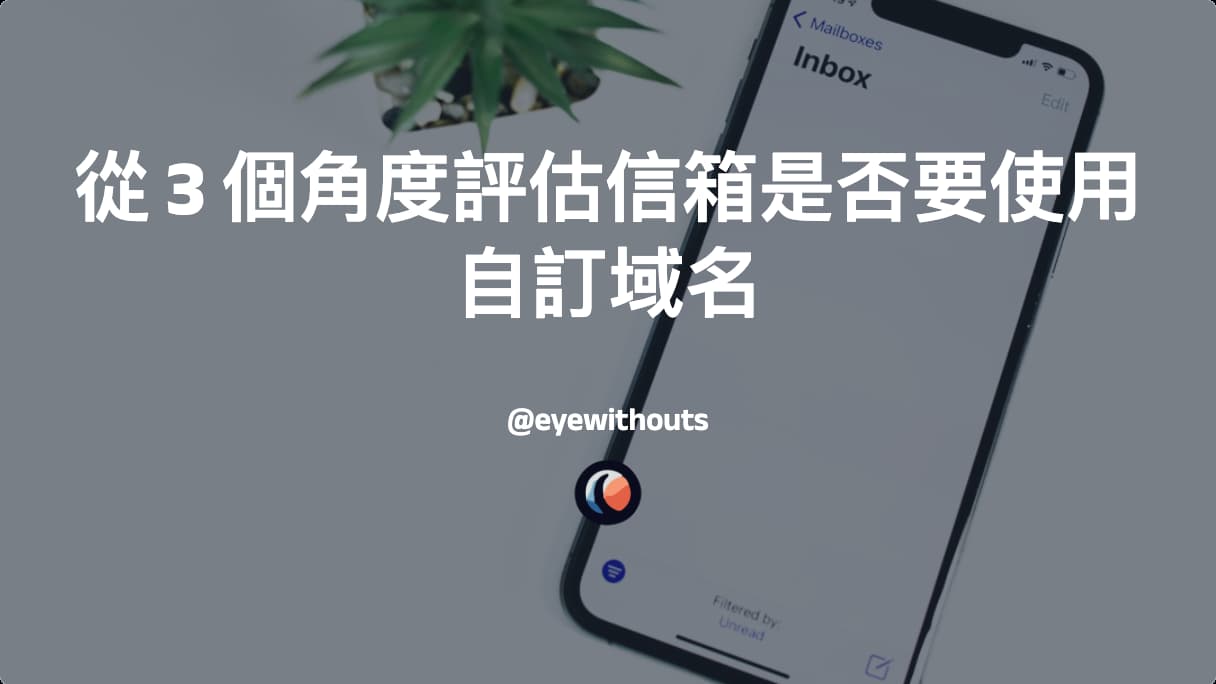 Mailboxes
Inbox
Edit
從 3 個角度評估信箱是否要使用
自訂域名
@eyewithouts
Filtered by:
Unread